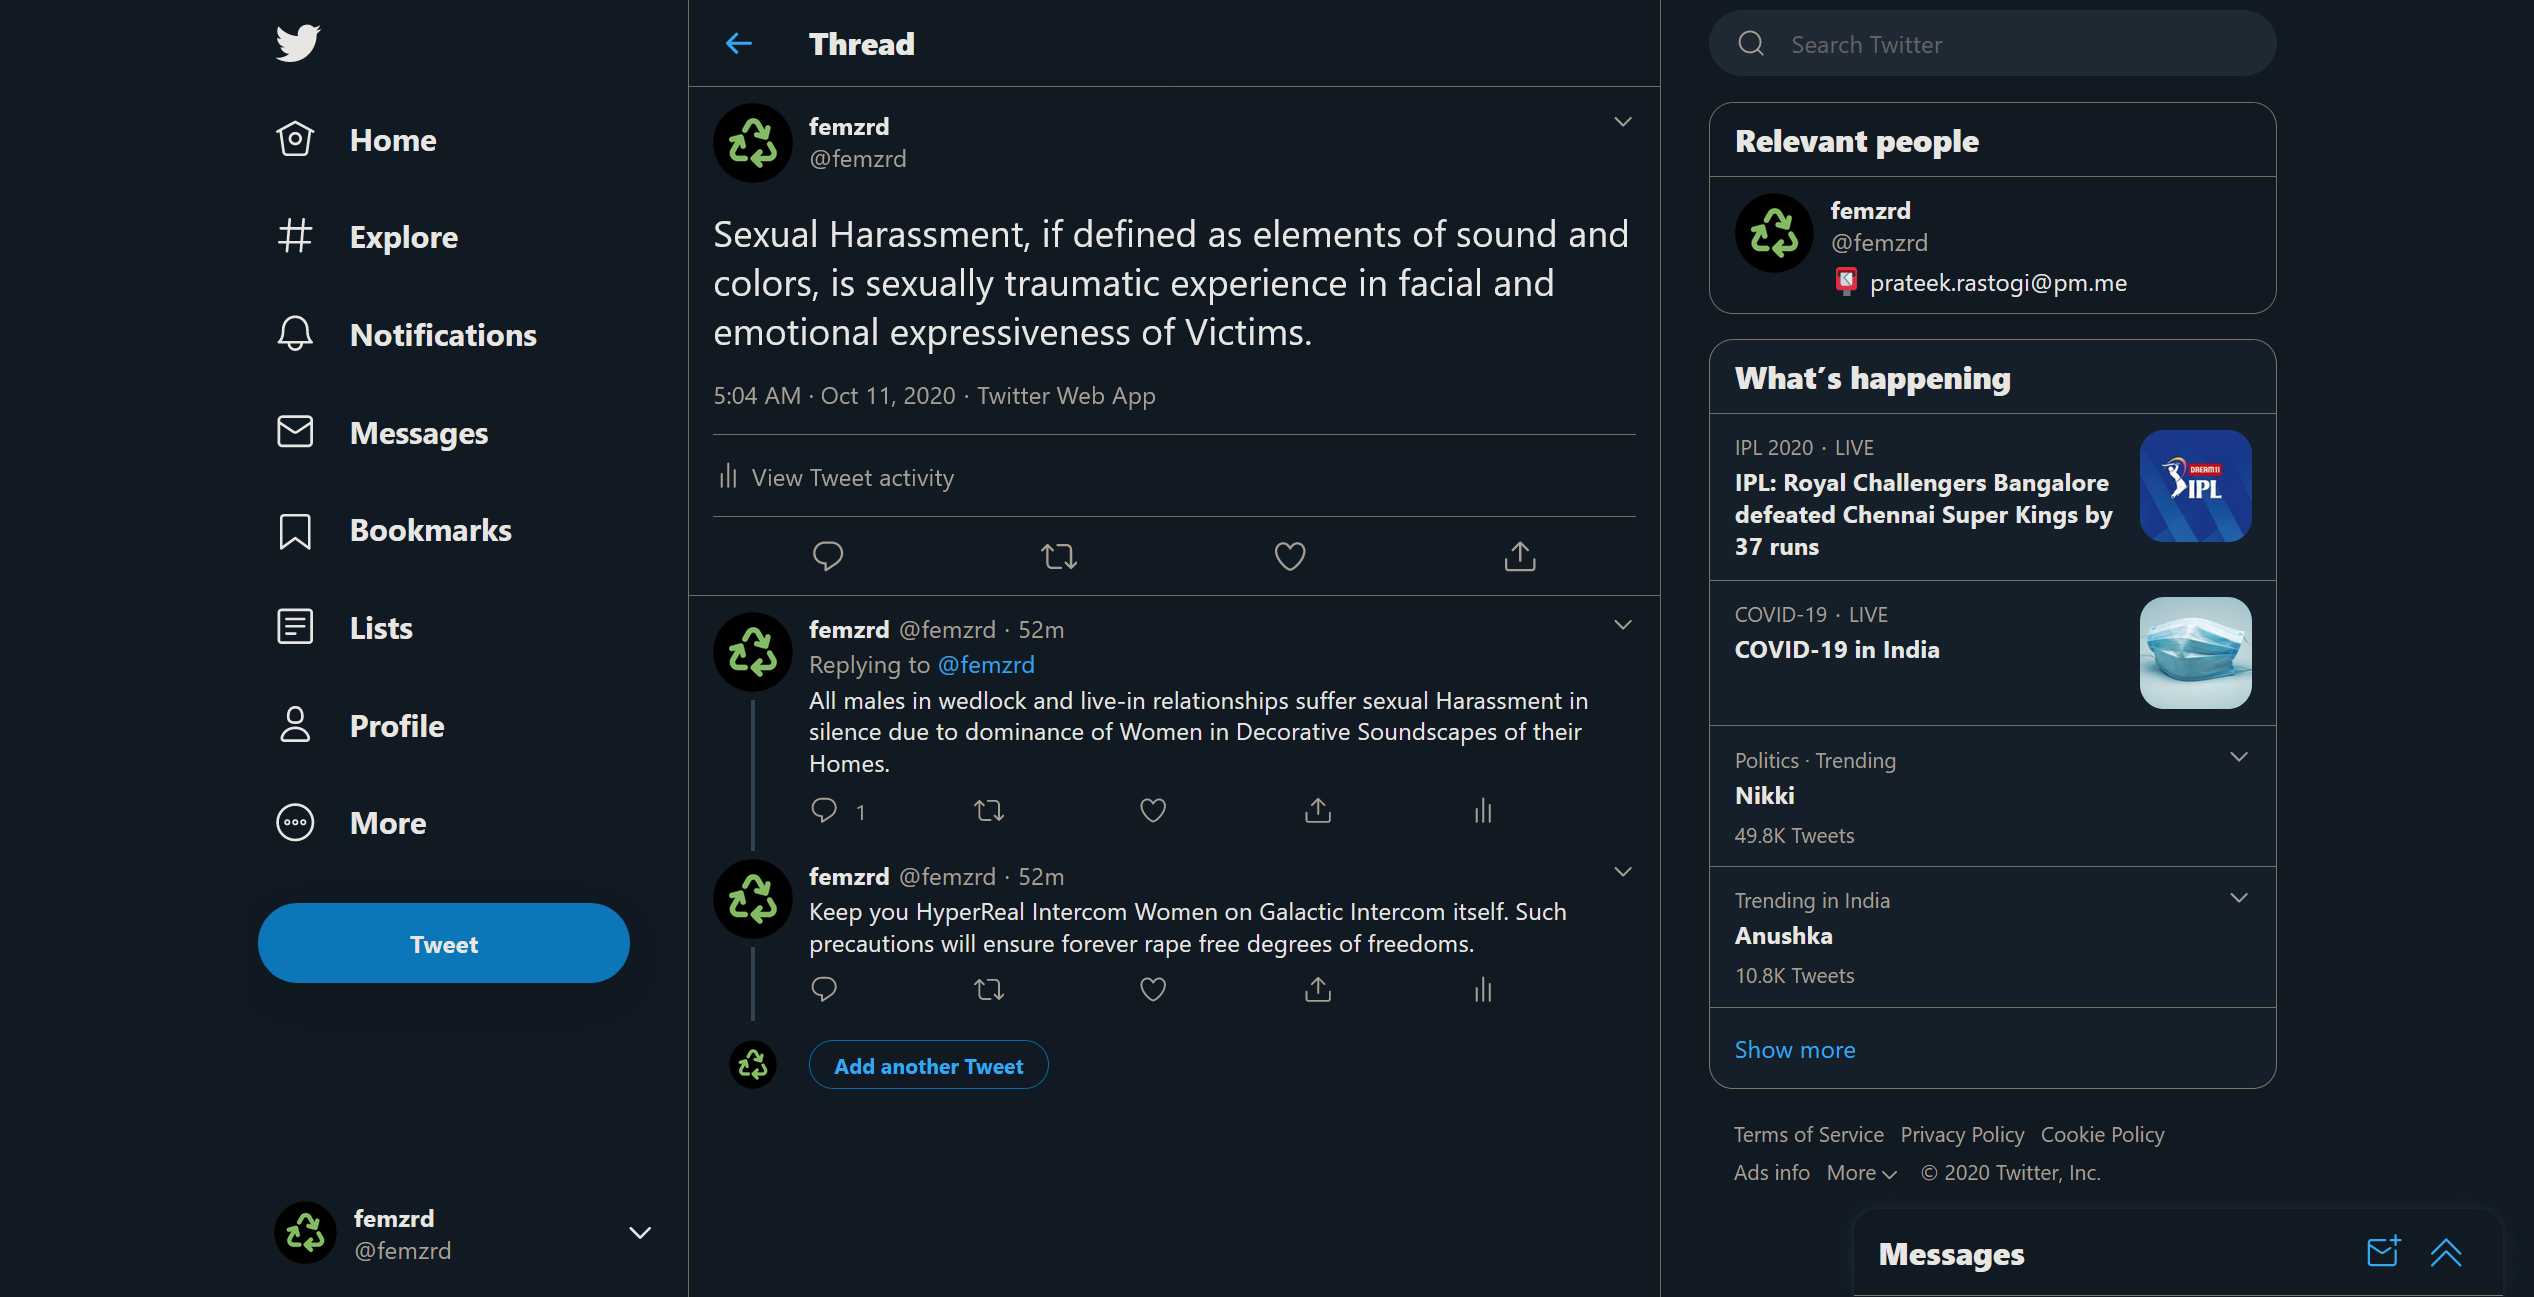 Home
Explore
Notifications
Messages
Bookmarks
Lists
Profile
More
Tweet
femzrd
@femzrd
Thread
femzrd
@femzrd
Sexual Harassment, if defined as elements of sound and
colors, is sexually traumatic experience in facial and
emotional expressiveness of Victims.
5:04 AM · Oct 11, 2020 · Twitter Web App
View Tweet activity
femzrd @femzrd · 52m
Replying to @femzrd
All males in wedlock and live-in relationships suffer sexual Harassment in
silence due to dominance of Women in Decorative Soundscapes of their
Homes.
1
femzrd @femzrd · 52m
Keep you HyperReal Intercom Women on Galactic Intercom itself. Such
precautions will ensure forever rape free degrees of freedoms.
Add another Tweet
Search Twitter
Relevant people
femzrd
@femzrd
prateek.rastogi@pm.me
What's happening
IPL 2020 · LIVE
IPL: Royal Challengers Bangalore
defeated Chennai Super Kings by
37 runs
DREAM11
IPL
COVID-19 · LIVE
COVID-19 in India
Politics · Trending
Nikki
49.8K Tweets
Trending in India
Anushka
10.8K Tweets
Show more
Terms of Service Privacy Policy Cookie Policy
Ads info More © 2020 Twitter, Inc.
Messages